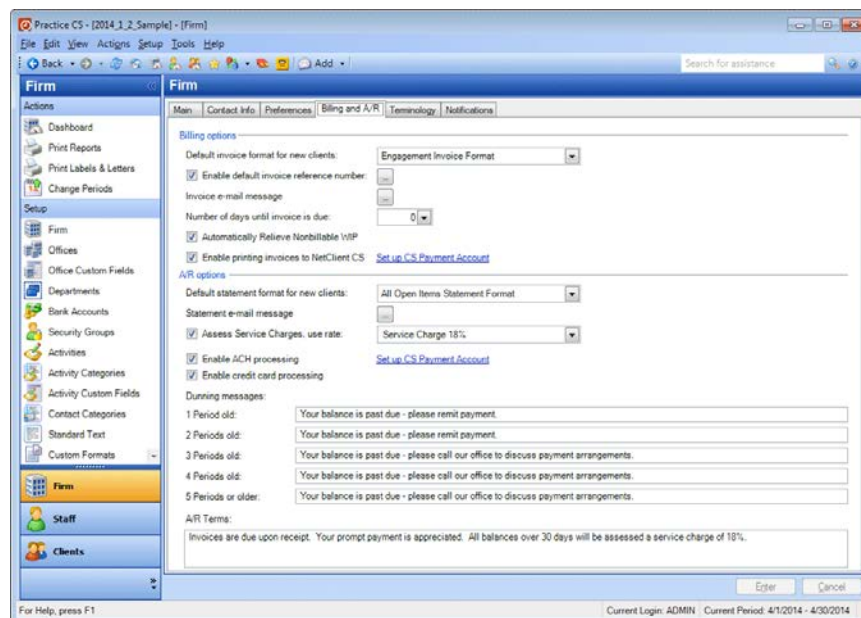 Practice CS - [2014_1_2_Sample] - [Firm]
File Edit View Actions Setup Tools Help
Back Add Search for assistance
Firm
Actions
Dashboard
Print Reports
Print Labels & Letters
Change Periods
Setup
Firm
Offices
Office Custom Fields
Departments
Bank Accounts
Security Groups
Activities
Activity Categories
Activity Custom Fields
Contact Categories
Standard Text
Custom Formats
Firm
Staff
Clients
Firm
Main Contact Info Preferences Billing and A/R Terminology Notifications
Billing options
Default invoice format for new clients: Engagement Invoice Format
Enable default invoice reference number: ...
Invoice e-mail message ...
Number of days until invoice is due: 0
Automatically Relieve Nonbillable WIP
Enable printing invoices to NetClient CS Set up CS Payment Account
A/R options
Default statement format for new clients: All Open Items Statement Format
Statement e-mail message ...
Assess Service Charges, use rate: Service Charge 18%
Enable ACH processing Set up CS Payment Account
Enable credit card processing
Dunning messages:
1 Period old: Your balance is past due - please remit payment.
2 Periods old: Your balance is past due - please remit payment.
3 Periods old: Your balance is past due - please call our office to discuss payment arrangements.
4 Periods old: Your balance is past due - please call our office to discuss payment arrangements.
5 Periods or older: Your balance is past due - please call our office to discuss payment arrangements.
A/R Terms:
Invoices are due upon receipt. Your prompt payment is appreciated. All balances over 30 days will be assessed a service charge of 18%.
Enter Cancel
For Help, press F1 Current Login: ADMIN Current Period: 4/1/2014 - 4/30/2014